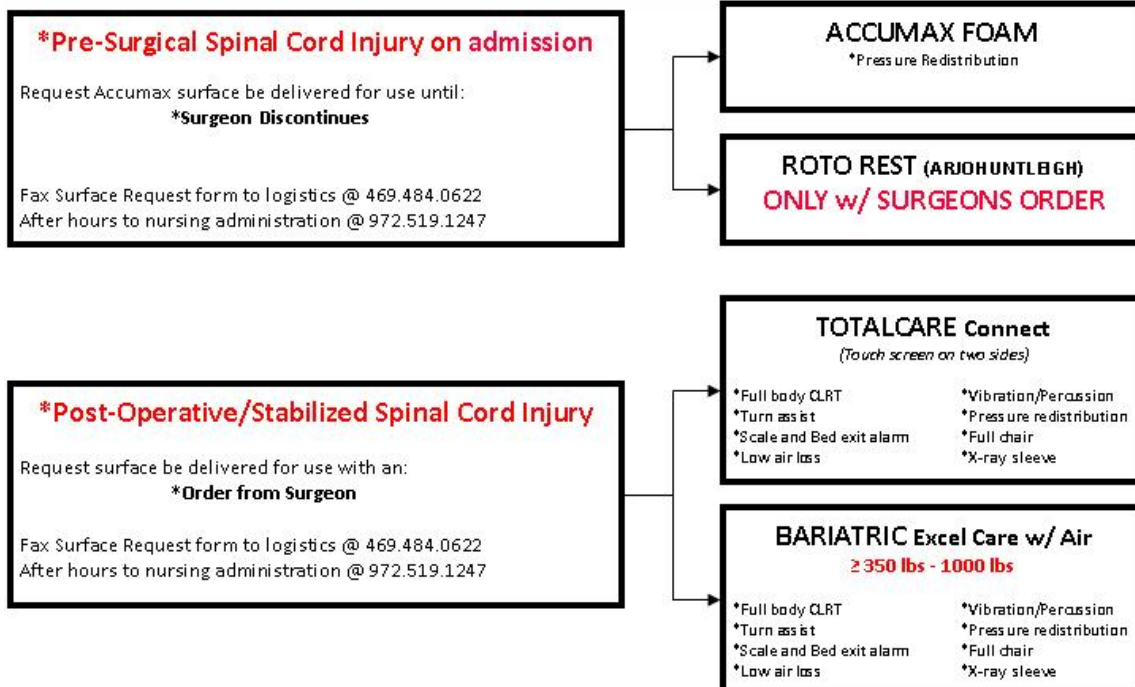 *Pre-Surgical Spinal Cord Injury on admission
Request Accumax surface be delivered for use until:
*Surgeon Discontinues
Fax Surface Request form to logistics @ 469.484.0622
After hours to nursing administration @ 972.519.1247
ACCUMAX FOAM
*Pressure Redistribution
ROTO REST (ARJOHUNTLEIGH)
ONLY w/ SURGEONS ORDER
*Post-Operative/Stabilized Spinal Cord Injury
Request surface be delivered for use with an:
*Order from Surgeon
Fax Surface Request form to logistics @ 469.484.0622
After hours to nursing administration @ 972.519.1247
TOTALCARE Connect
(Touch screen on two sides)
*Full body CLRT
*Turn assist
*Scale and Bed exit alarm
*Low air loss
*Vibration/Percussion
*Pressure redistribution
*Full chair
*X-ray sleeve
BARIATRIC Excel Care w/ Air
≥ 350 lbs - 1000 lbs
*Full body CLRT
*Turn assist
*Scale and Bed exit alarm
*Low air loss
*Vibration/Percussion
*Pressure redistribution
*Full chair
*X-ray sleeve